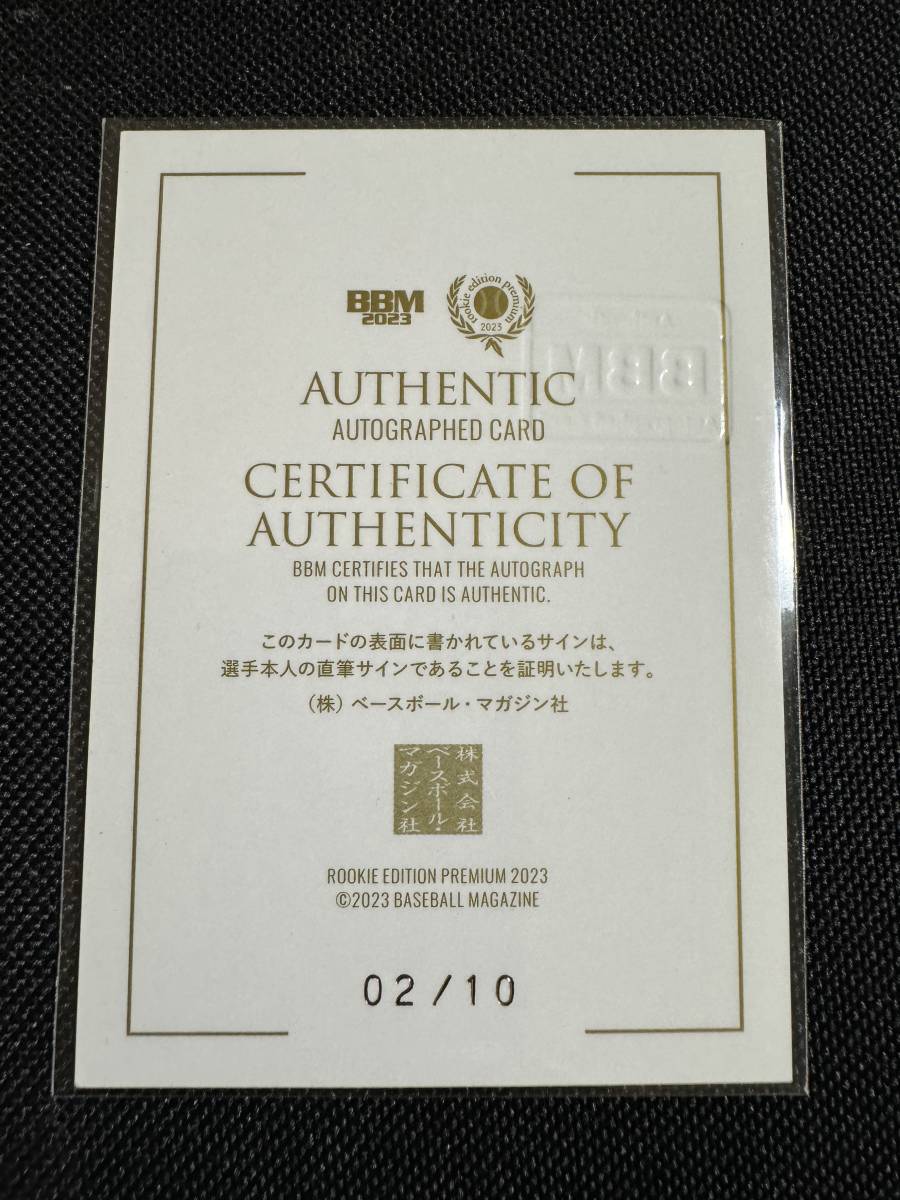 BBM
2023
rookie edition premium
2023
BBM
AUTHENTIC
AUTOGRAPHED CARD
CERTIFICATE OF
AUTHENTICITY
BBM CERTIFIES THAT THE AUTOGRAPH
ON THIS CARD IS AUTHENTIC.
このカードの表面に書かれているサインは、
選手本人の直筆サインであることを証明いたします。
（株）ベースボール・マガジン社
株式会社
ベースボール・
マガジン社
ROOKIE EDITION PREMIUM 2023
©2023 BASEBALL MAGAZINE
02/10